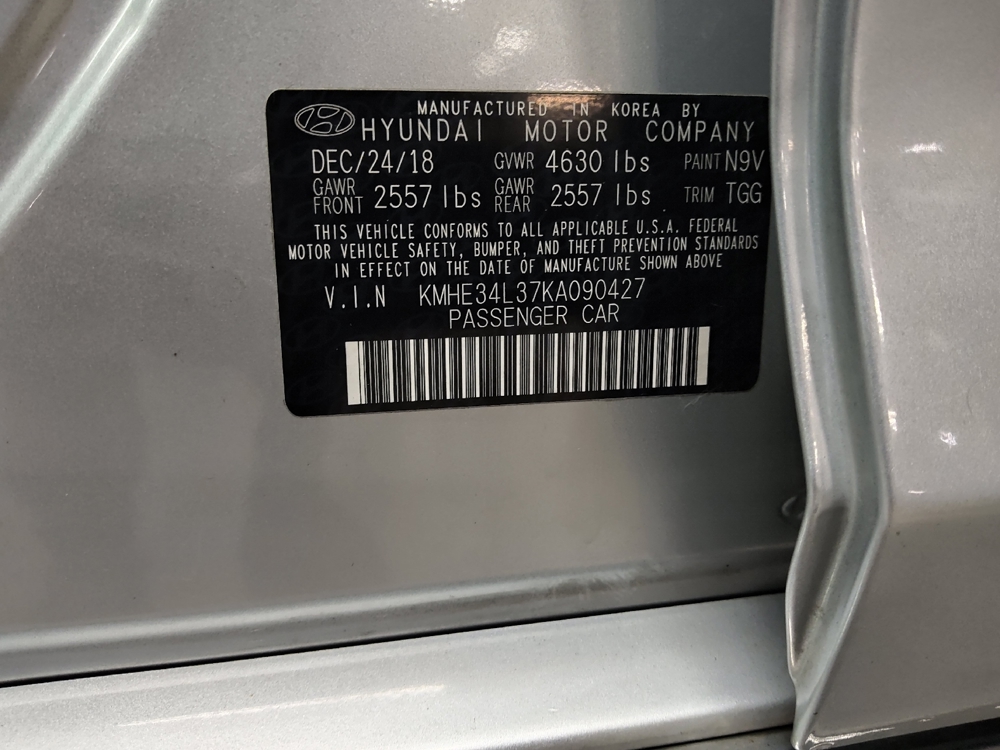 MANUFACTURED IN KOREA BY
HYUNDAI MOTOR COMPANY
DEC/24/18 GVWR 4630 lbs PAINT N9V
GAWR FRONT 2557 lbs GAWR REAR 2557 lbs TRIM TGG
THIS VEHICLE CONFORMS TO ALL APPLICABLE U.S.A. FEDERAL
MOTOR VEHICLE SAFETY, BUMPER, AND THEFT PREVENTION STANDARDS
IN EFFECT ON THE DATE OF MANUFACTURE SHOWN ABOVE
V.I.N KMHE34L37KA090427
PASSENGER CAR